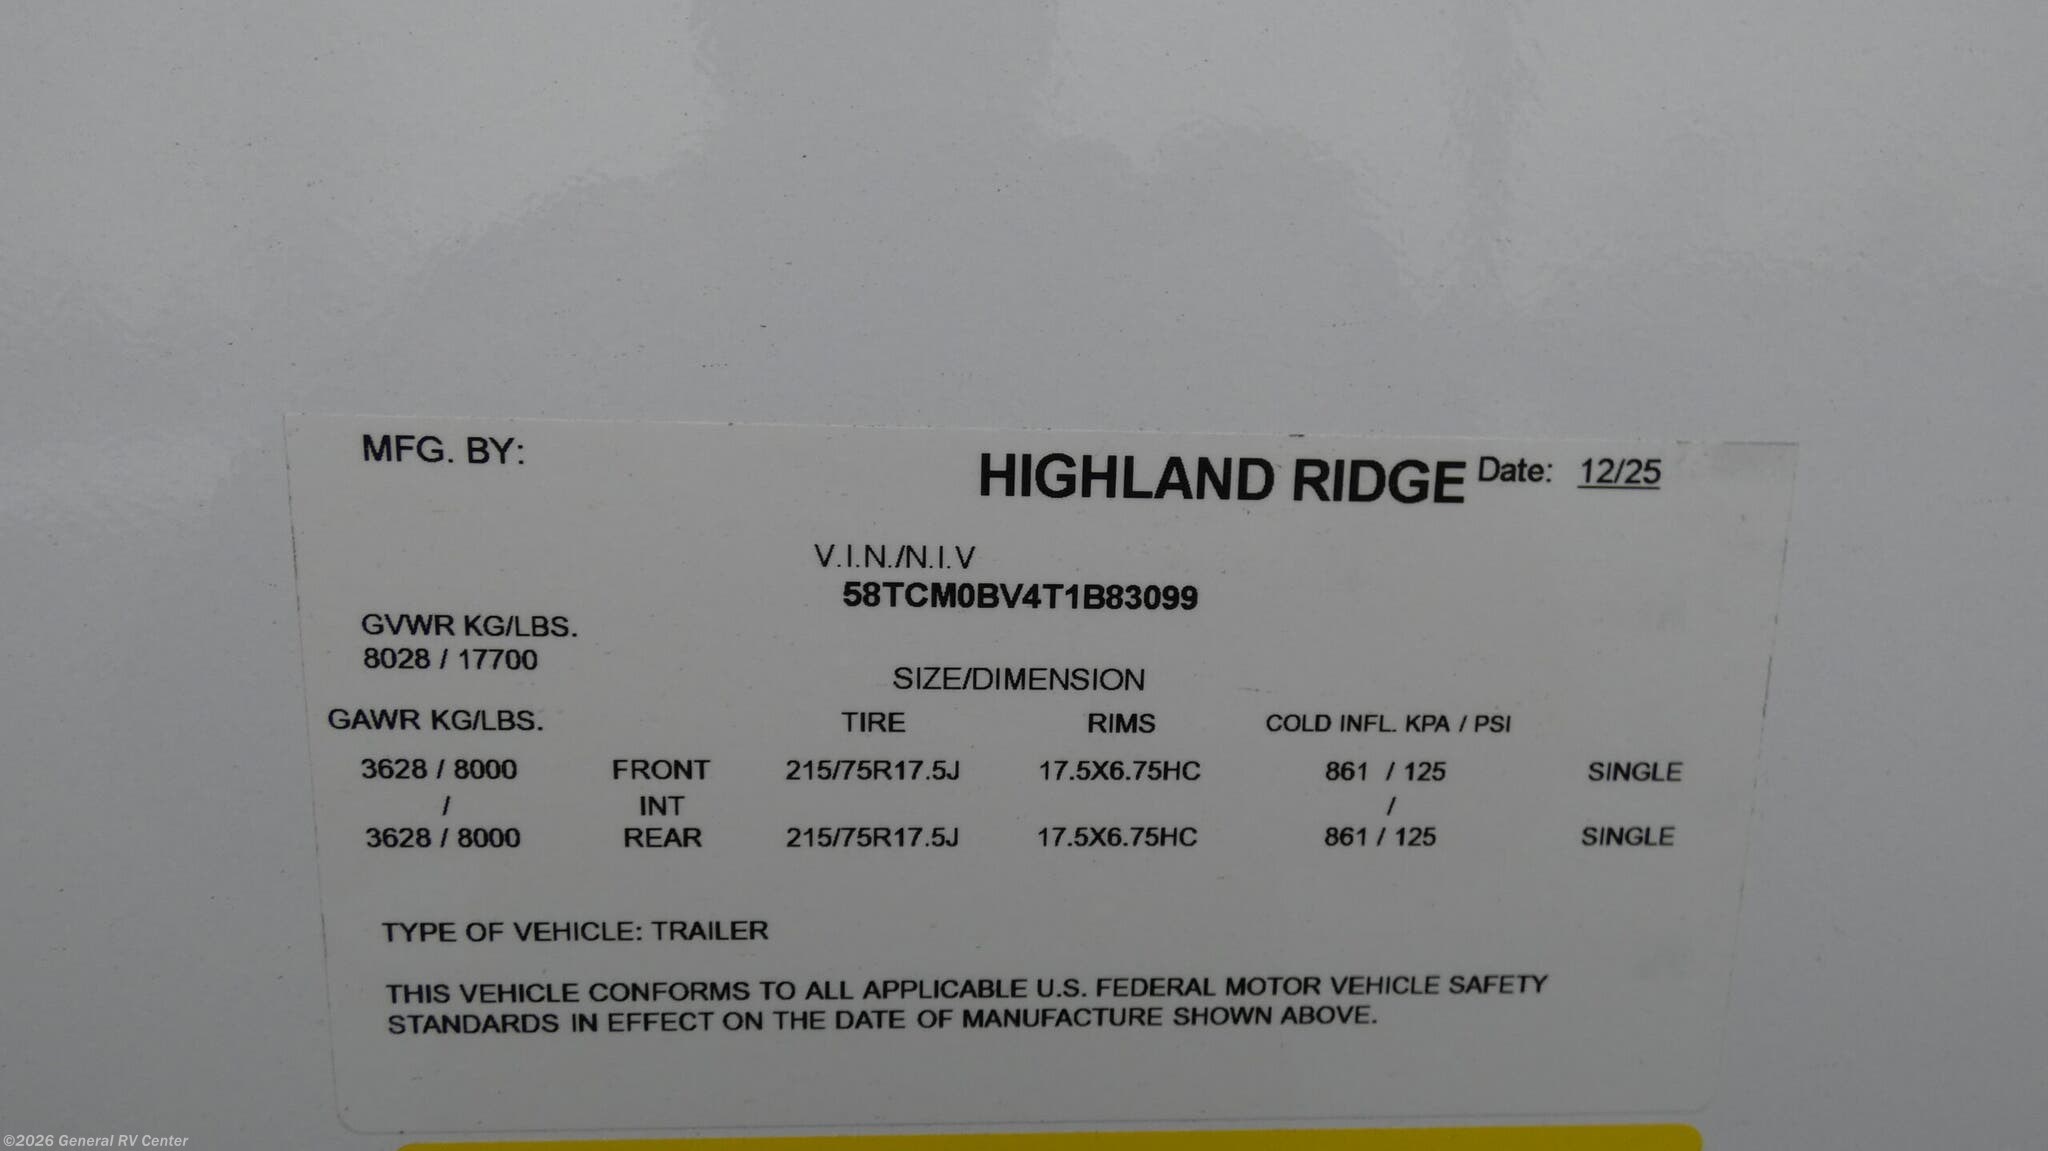 MFG. BY:
HIGHLAND RIDGE Date: 12/25
V.I.N./N.I.V
58TCM0BV4T1B83099
GVWR KG/LBS.
8028 / 17700
SIZE/DIMENSION
GAWR KG/LBS. TIRE RIMS COLD INFL. KPA / PSI
3628 / 8000 FRONT 215/75R17.5J 17.5X6.75HC 861 / 125 SINGLE
/ INT /
3628 / 8000 REAR 215/75R17.5J 17.5X6.75HC 861 / 125 SINGLE
TYPE OF VEHICLE: TRAILER
THIS VEHICLE CONFORMS TO ALL APPLICABLE U.S. FEDERAL MOTOR VEHICLE SAFETY
STANDARDS IN EFFECT ON THE DATE OF MANUFACTURE SHOWN ABOVE.
©2026 General RV Center